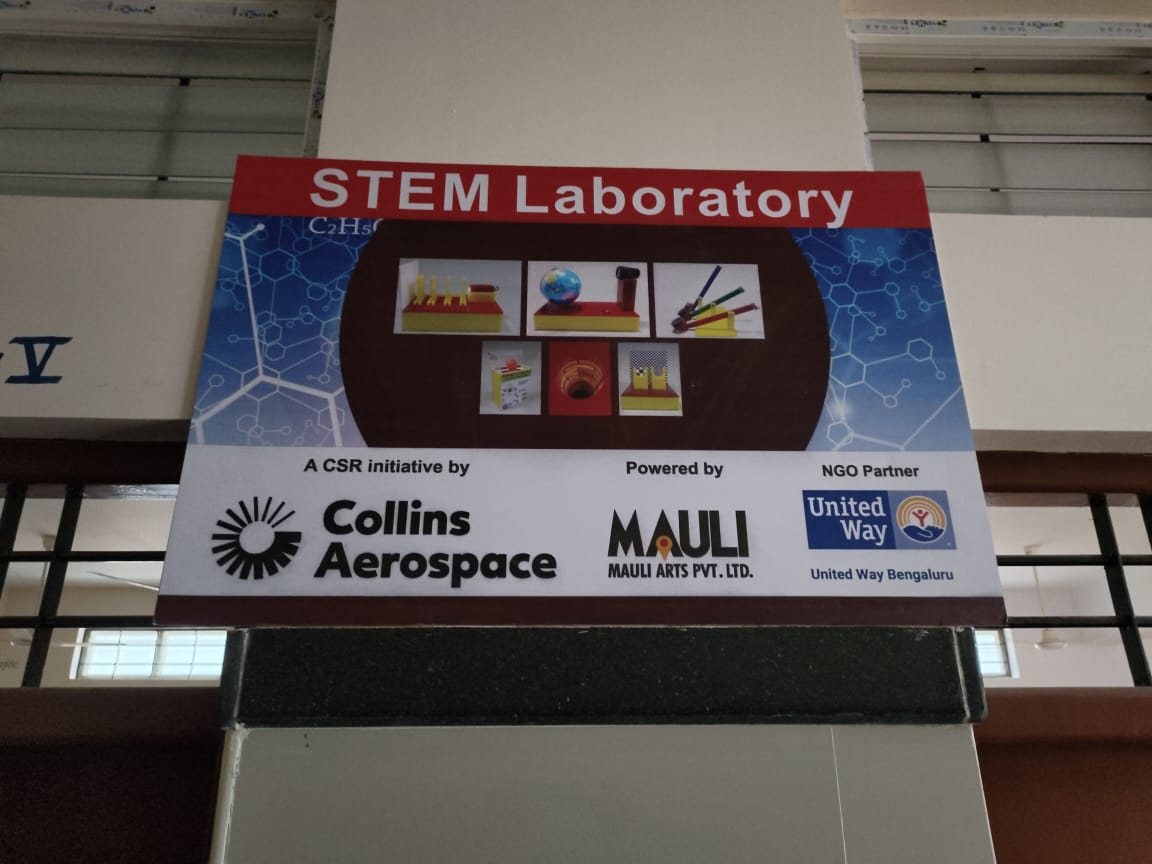 STEM Laboratory
C₂H₅
V
A CSR initiative by
Collins
Aerospace
Powered by
MAULI
MAULI ARTS PVT. LTD.
NGO Partner
United
Way
United Way Bengaluru